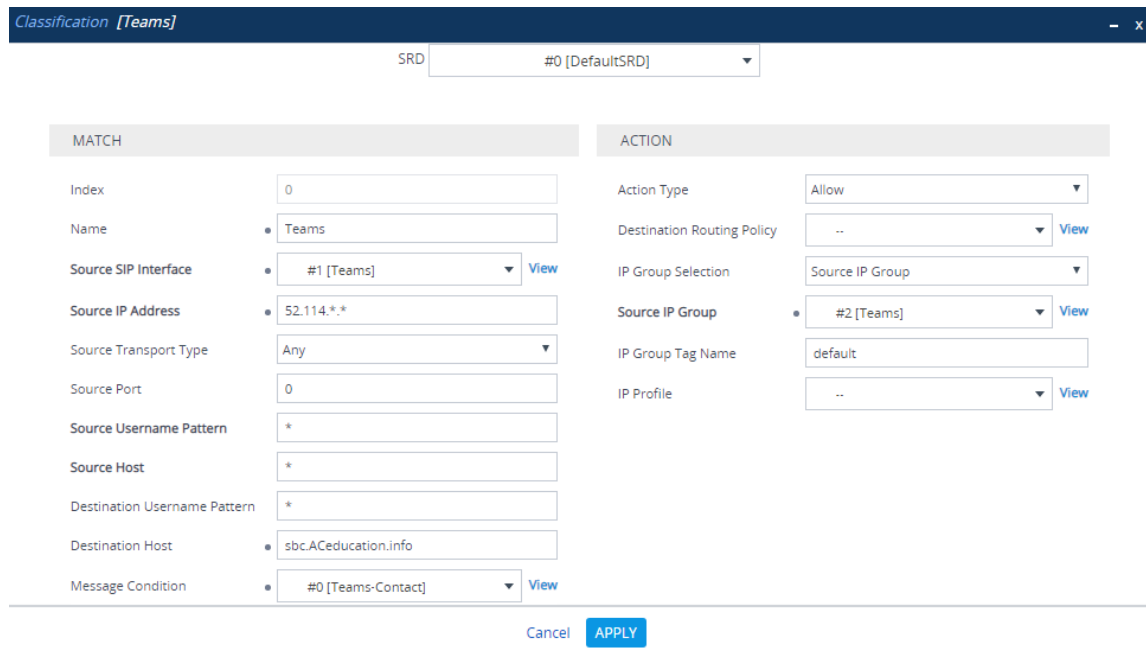 Classification [Teams] – x
SRD #0 [DefaultSRD]
MATCH
Index 0
Name Teams
Source SIP Interface #1 [Teams] View
Source IP Address 52.114.*.*
Source Transport Type Any
Source Port 0
Source Username Pattern *
Source Host *
Destination Username Pattern *
Destination Host sbc.ACeducation.info
Message Condition #0 [Teams-Contact] View
ACTION
Action Type Allow
Destination Routing Policy -- View
IP Group Selection Source IP Group
Source IP Group #2 [Teams] View
IP Group Tag Name default
IP Profile -- View
Cancel APPLY